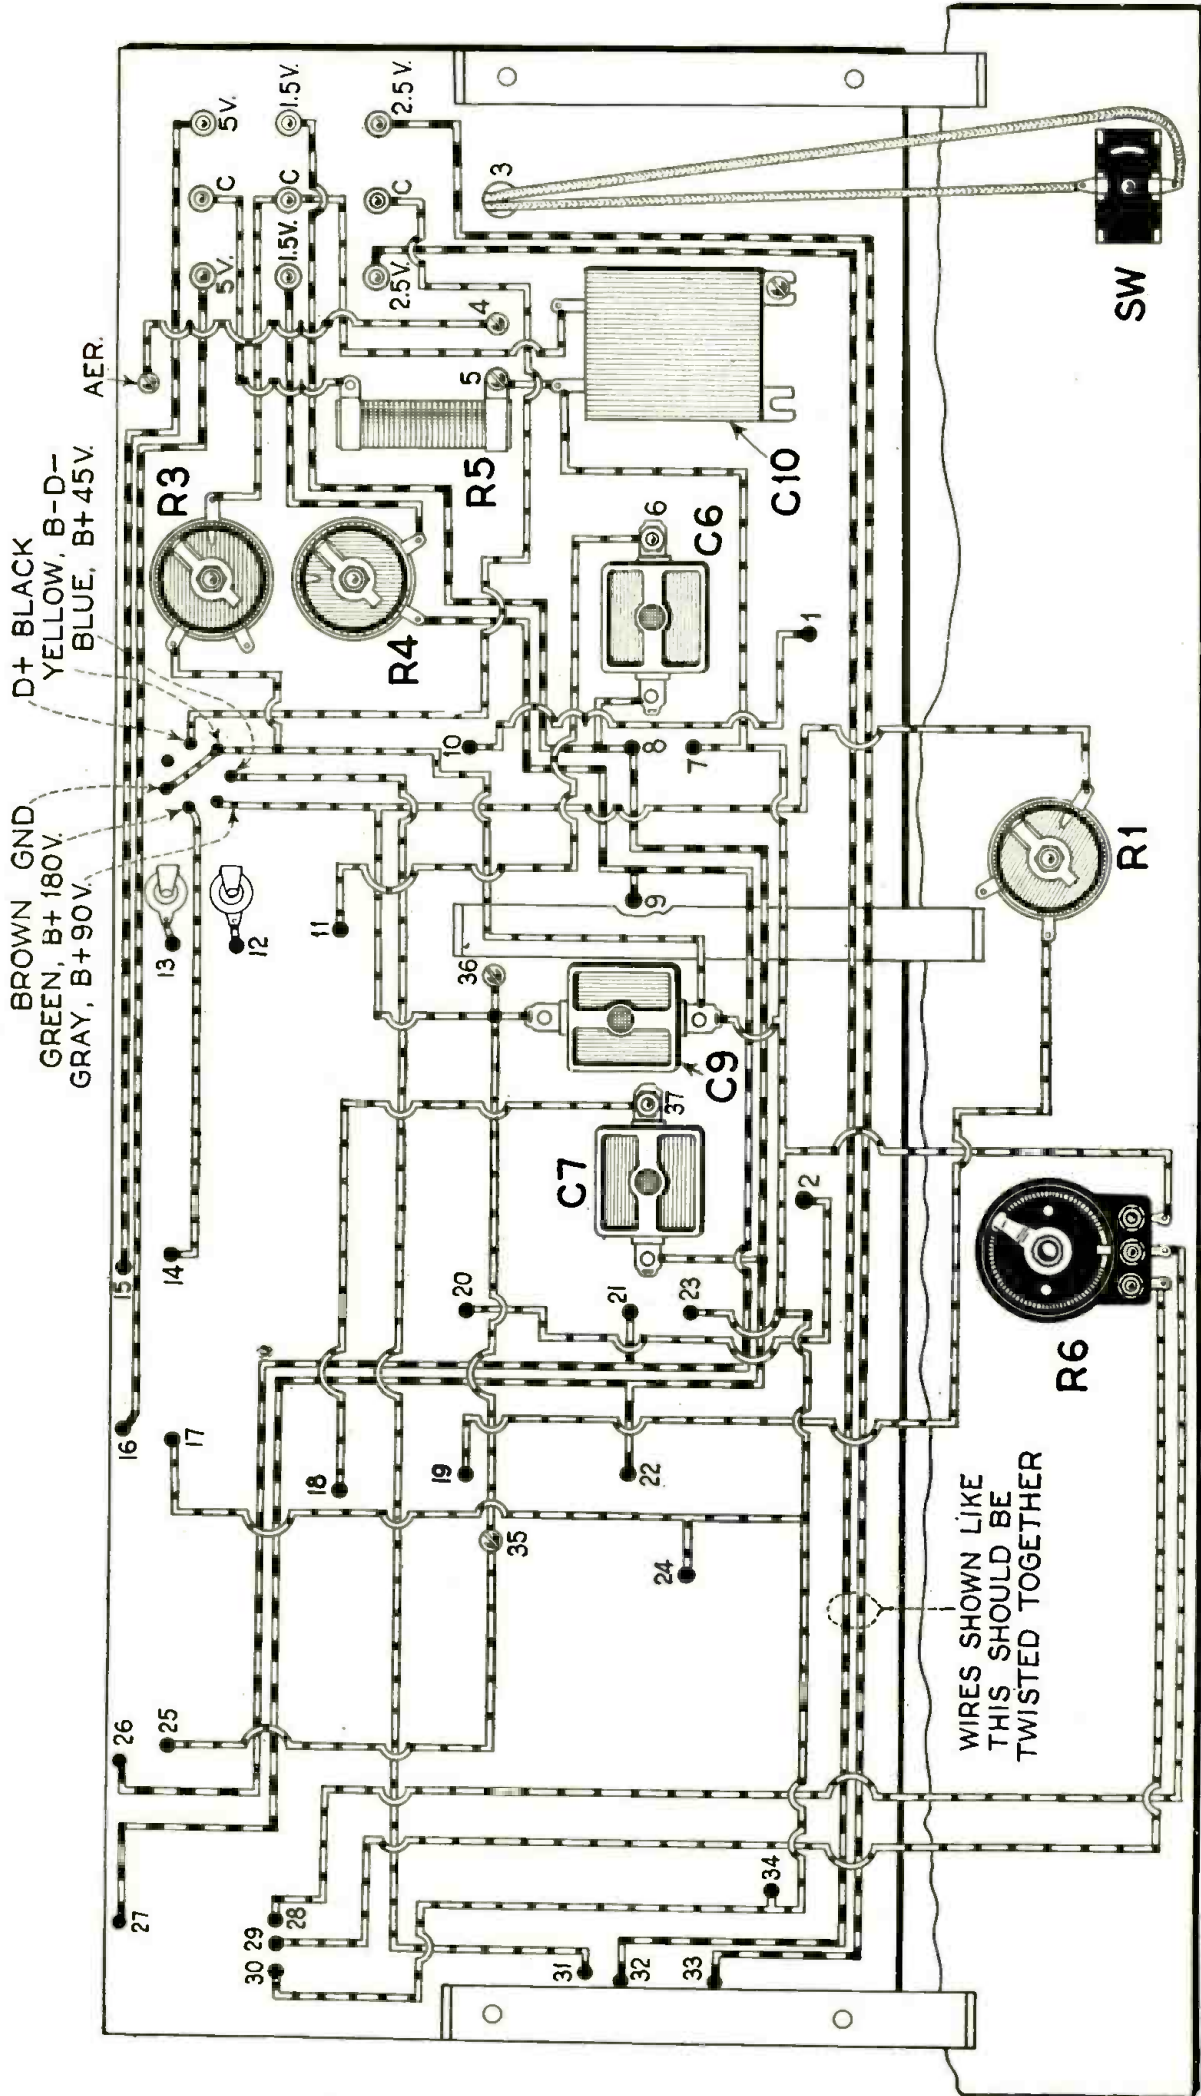 BROWN GND
GREEN, B+ 180V.
GRAY, B+ 90V.
D+ BLACK
YELLOW, B-D-
BLUE, B+ 45V.
AER.
5V.
C
5V.
1.5V.
C
1.5V.
2.5V.
C
2.5V.
R3
R4
R5
C10
C6
C9
C7
R1
R6
SW
1
2
3
4
5
6
7
8
9
10
11
12
13
14
15
16
17
18
19
20
21
22
23
24
25
26
27
28
29
30
31
32
33
34
35
36
37
WIRES SHOWN LIKE
THIS SHOULD BE
TWISTED TOGETHER